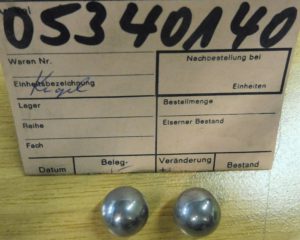 05340140
Waren Nr.
Nachbestellung bei
Einheiten
Einheitsbezeichnung
Kugel
Lager
Bestellmenge
Reihe
Eiserner Bestand
Fach
Datum
Beleg-
Veränderung
Bestand